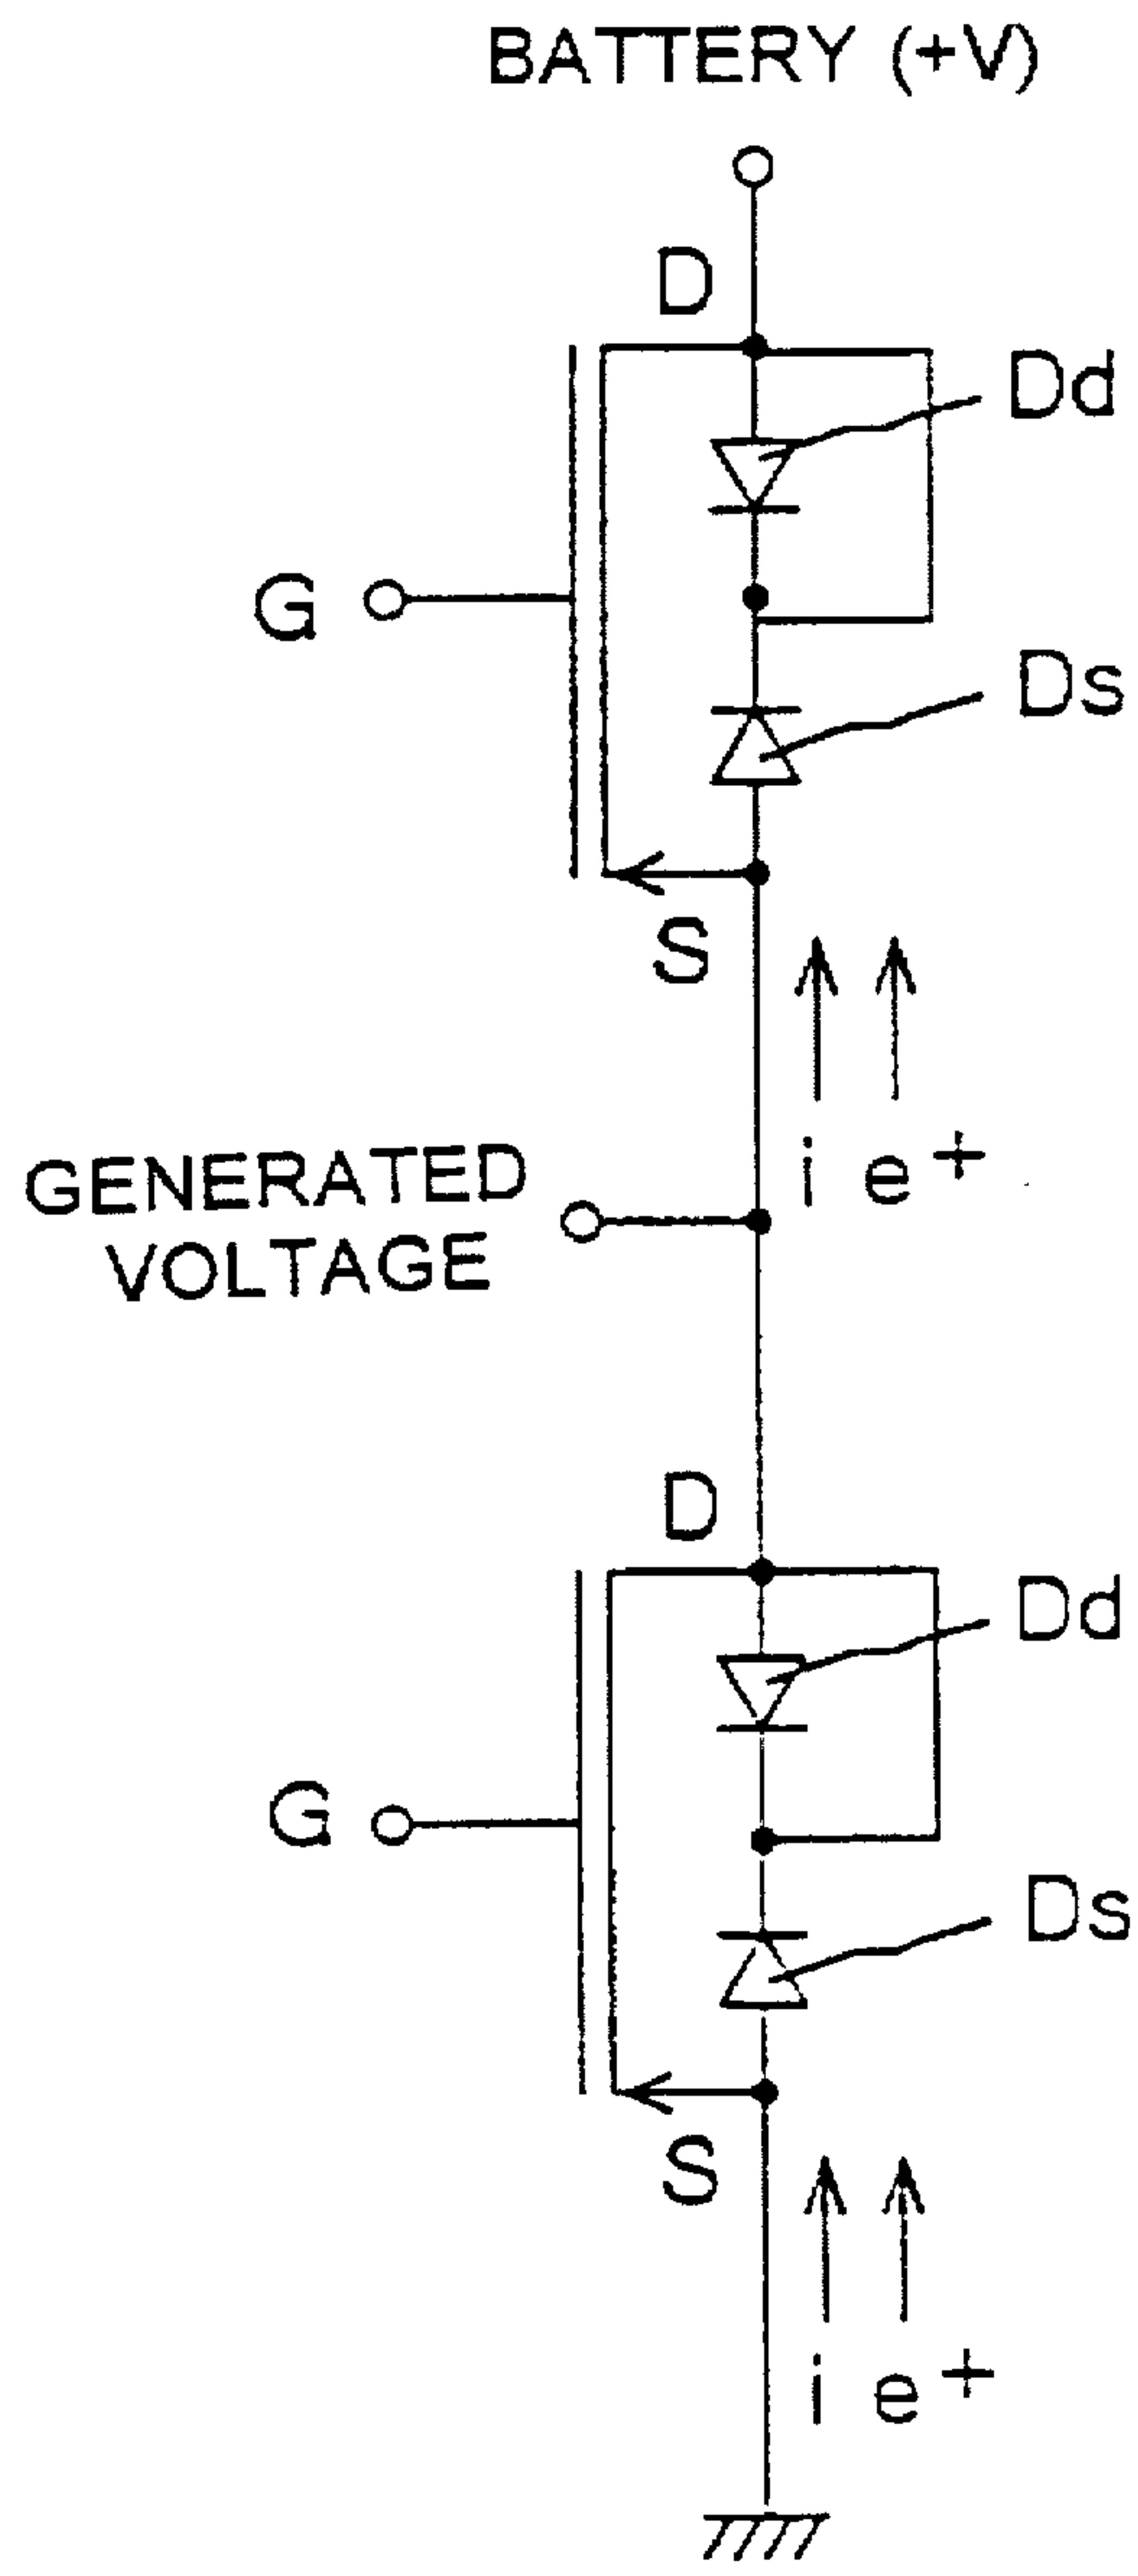 BATTERY (+V)
D
Dd
G
Ds
S
i e+
GENERATED
VOLTAGE
D
Dd
G
Ds
S
i e+